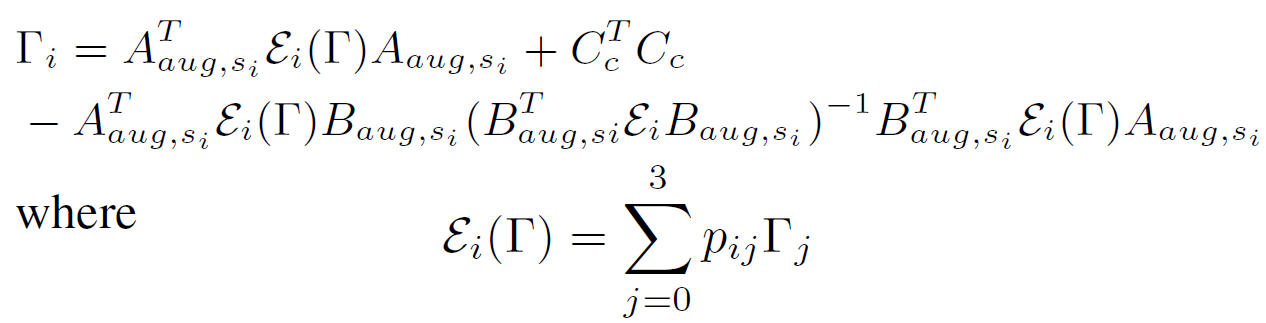 Γ_i = A^T_{aug,s_i} ℰ_i(Γ) A_{aug,s_i} + C_c^T C_c
− A^T_{aug,s_i} ℰ_i(Γ) B_{aug,s_i} (B^T_{aug,si} ℰ_i B_{aug,s_i})^{−1} B^T_{aug,s_i} ℰ_i(Γ) A_{aug,s_i}
where
ℰ_i(Γ) = ∑_{j=0}^{3} p_{ij} Γ_j